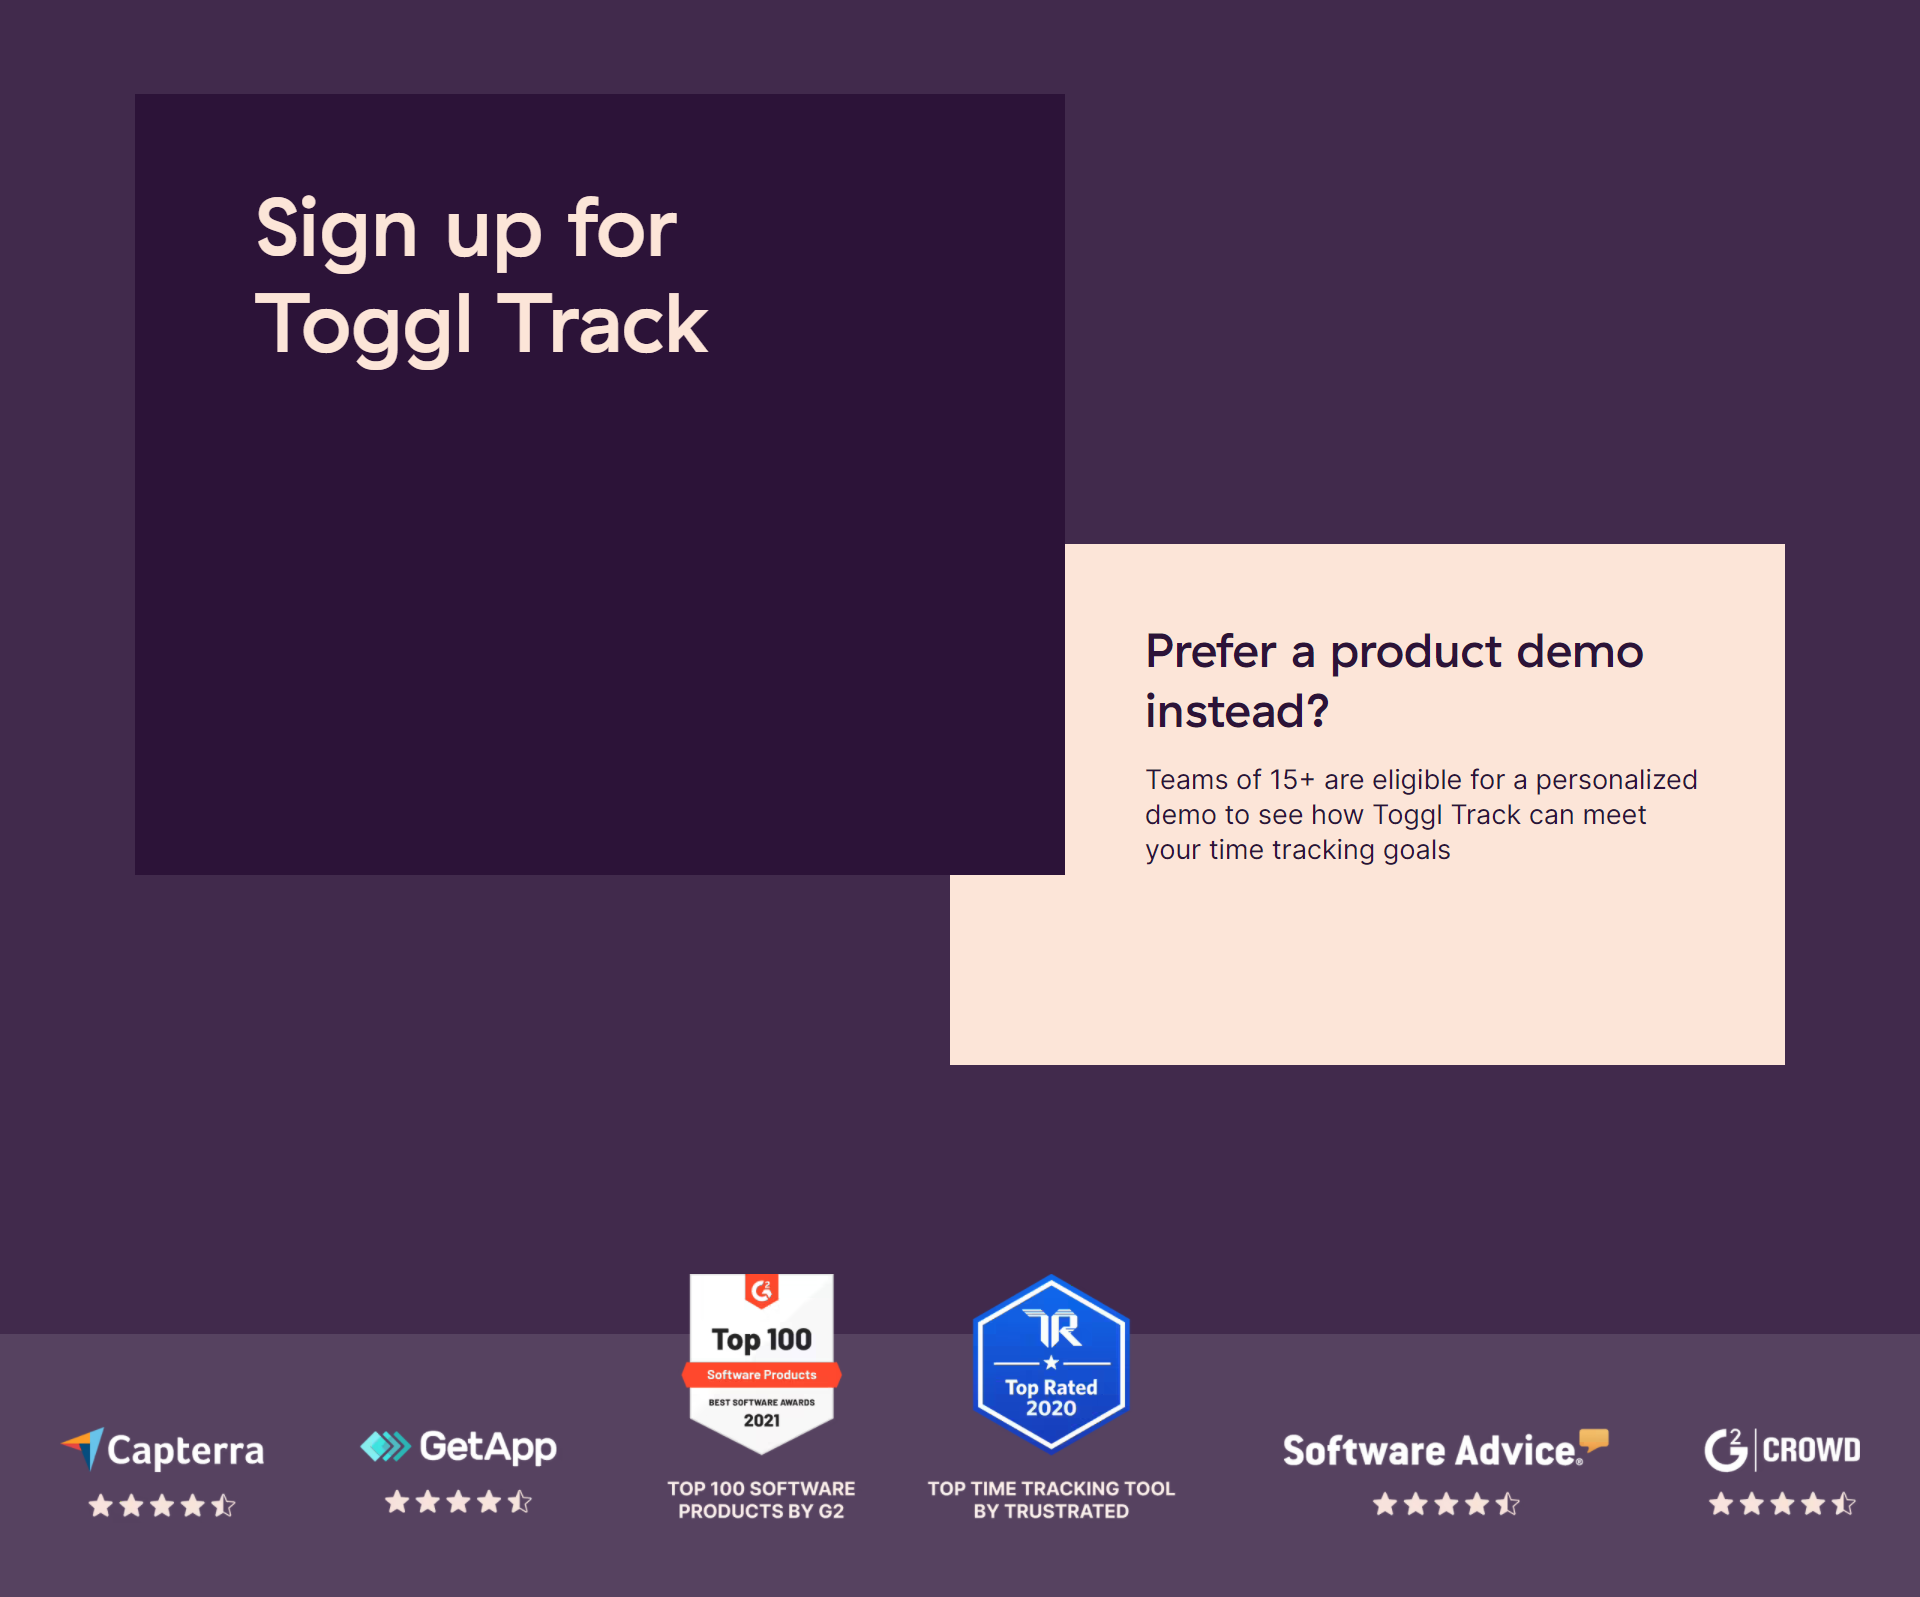 Sign up for
Toggl Track
Prefer a product demo
instead?
Teams of 15+ are eligible for a personalized
demo to see how Toggl Track can meet
your time tracking goals
Capterra
GetApp
G2
Top 100
Software Products
BEST SOFTWARE AWARDS
2021
TOP 100 SOFTWARE
PRODUCTS BY G2
TR
Top Rated
2020
TOP TIME TRACKING TOOL
BY TRUSTRATED
Software Advice®
G2 CROWD